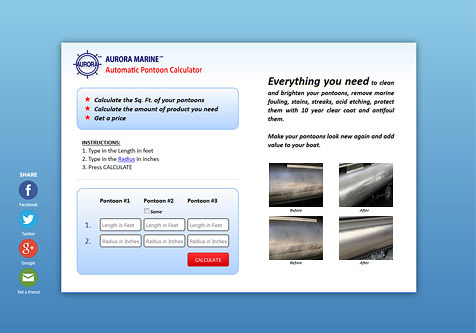 AURORA
AURORA MARINE™
Automatic Pontoon Calculator
★ Calculate the Sq. Ft. of your pontoons
★ Calculate the amount of product you need
★ Get a price
INSTRUCTIONS:
1. Type in the Length in feet
2. Type in the Radius in inches
3. Press CALCULATE
Pontoon #1 Pontoon #2 Pontoon #3
Same
1. Length in Feet Length in Feet Length in Feet
2. Radius in Inches Radius in Inches Radius in Inches
CALCULATE
Everything you need to clean
and brighten your pontoons, remove marine
fouling, stains, streaks, acid etching, protect
them with 10 year clear coat and antifoul
them.
Make your pontoons look new again and add
value to your boat.
Before After
Before After
SHARE
Facebook
Twitter
Google
Tell a friend